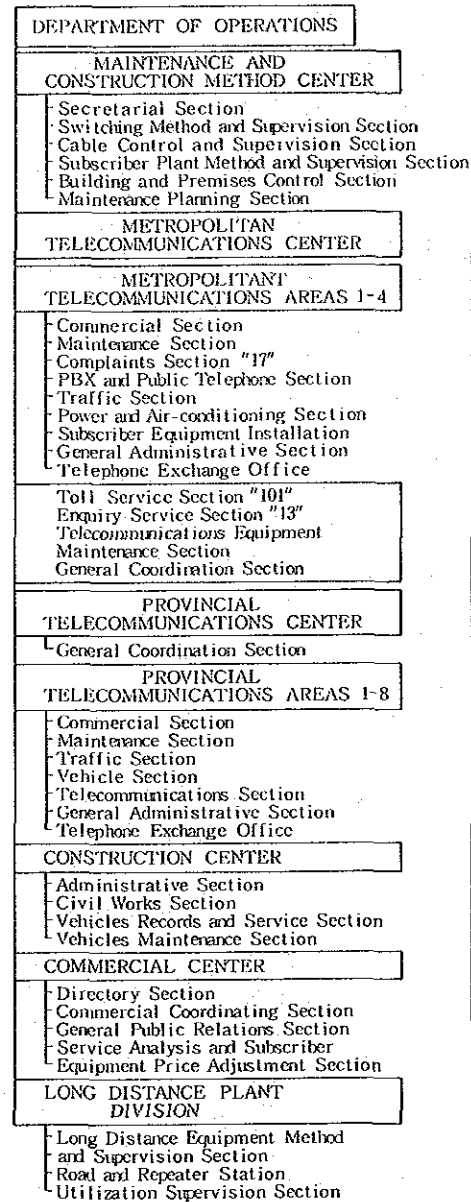 DEPARTMENT OF OPERATIONS
MAINTENANCE AND
CONSTRUCTION METHOD CENTER
Secretarial Section
Switching Method and Supervision Section
Cable Control and Supervision Section
Subscriber Plant Method and Supervision Section
Building and Premises Control Section
Maintenance Planning Section
METROPOLITAN
TELECOMMUNICATIONS CENTER
METROPOLITANT
TELECOMMUNICATIONS AREAS 1-4
Commercial Section
Maintenance Section
Complaints Section "17"
PBX and Public Telephone Section
Traffic Section
Power and Air-conditioning Section
Subscriber Equipment Installation
General Administrative Section
Telephone Exchange Office
Toll Service Section "101"
Enquiry Service Section "13"
Telecommunications Equipment
Maintenance Section
General Coordination Section
PROVINCIAL
TELECOMMUNICATIONS CENTER
General Coordination Section
PROVINCIAL
TELECOMMUNICATIONS AREAS 1-8
Commercial Section
Maintenance Section
Traffic Section
Vehicle Section
Telecommunications Section
General Administrative Section
Telephone Exchange Office
CONSTRUCTION CENTER
Administrative Section
Civil Works Section
Vehicles Records and Service Section
Vehicles Maintenance Section
COMMERCIAL CENTER
Directory Section
Commercial Coordinating Section
General Public Relations Section
Service Analysis and Subscriber
Equipment Price Adjustment Section
LONG DISTANCE PLANT
DIVISION
Long Distance Equipment Method
and Supervision Section
Road and Repeater Station
Utilization Supervision Section